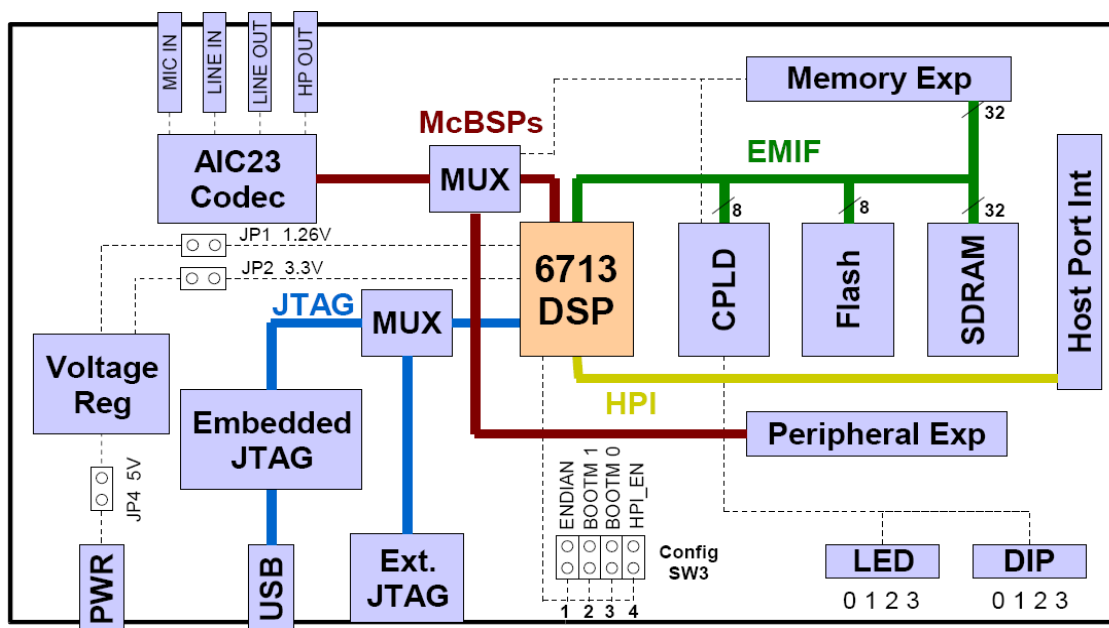 MIC IN
LINE IN
LINE OUT
HP OUT
Memory Exp
32
McBSPs
AIC23
Codec
MUX
EMIF
8
8
32
Host Port Int
JP1 1.26V
JP2 3.3V
6713
DSP
CPLD
Flash
SDRAM
JTAG
MUX
Voltage
Reg
HPI
Embedded
JTAG
Peripheral Exp
JP4 5V
ENDIAN
BOOTM 1
BOOTM 0
HPI_EN
Config
SW3
1
2
3
4
PWR
USB
Ext.
JTAG
LED
DIP
0 1 2 3
0 1 2 3